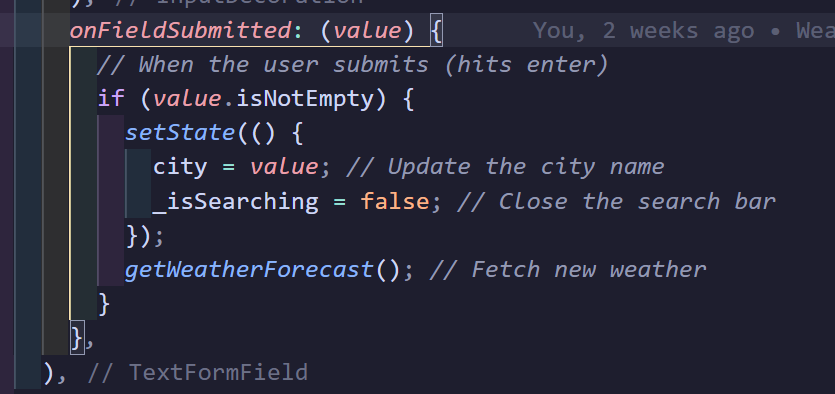 ), // InputDecoration
onFieldSubmitted: (value) { You, 2 weeks ago • Wea
// When the user submits (hits enter)
if (value.isNotEmpty) {
setState(() {
city = value; // Update the city name
_isSearching = false; // Close the search bar
});
getWeatherForecast(); // Fetch new weather
}
},
), // TextFormField